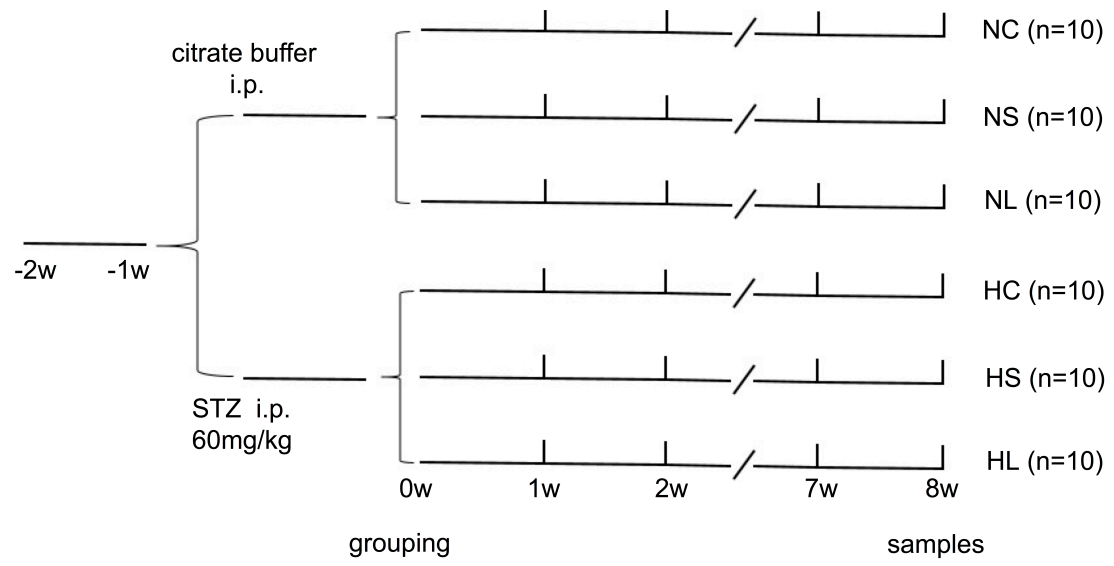 NC (n=10)
citrate buffer
i.p.
NS (n=10)
NL (n=10)
-2w -1w
HC (n=10)
HS (n=10)
STZ i.p.
60mg/kg
HL (n=10)
0w 1w 2w 7w 8w
grouping samples